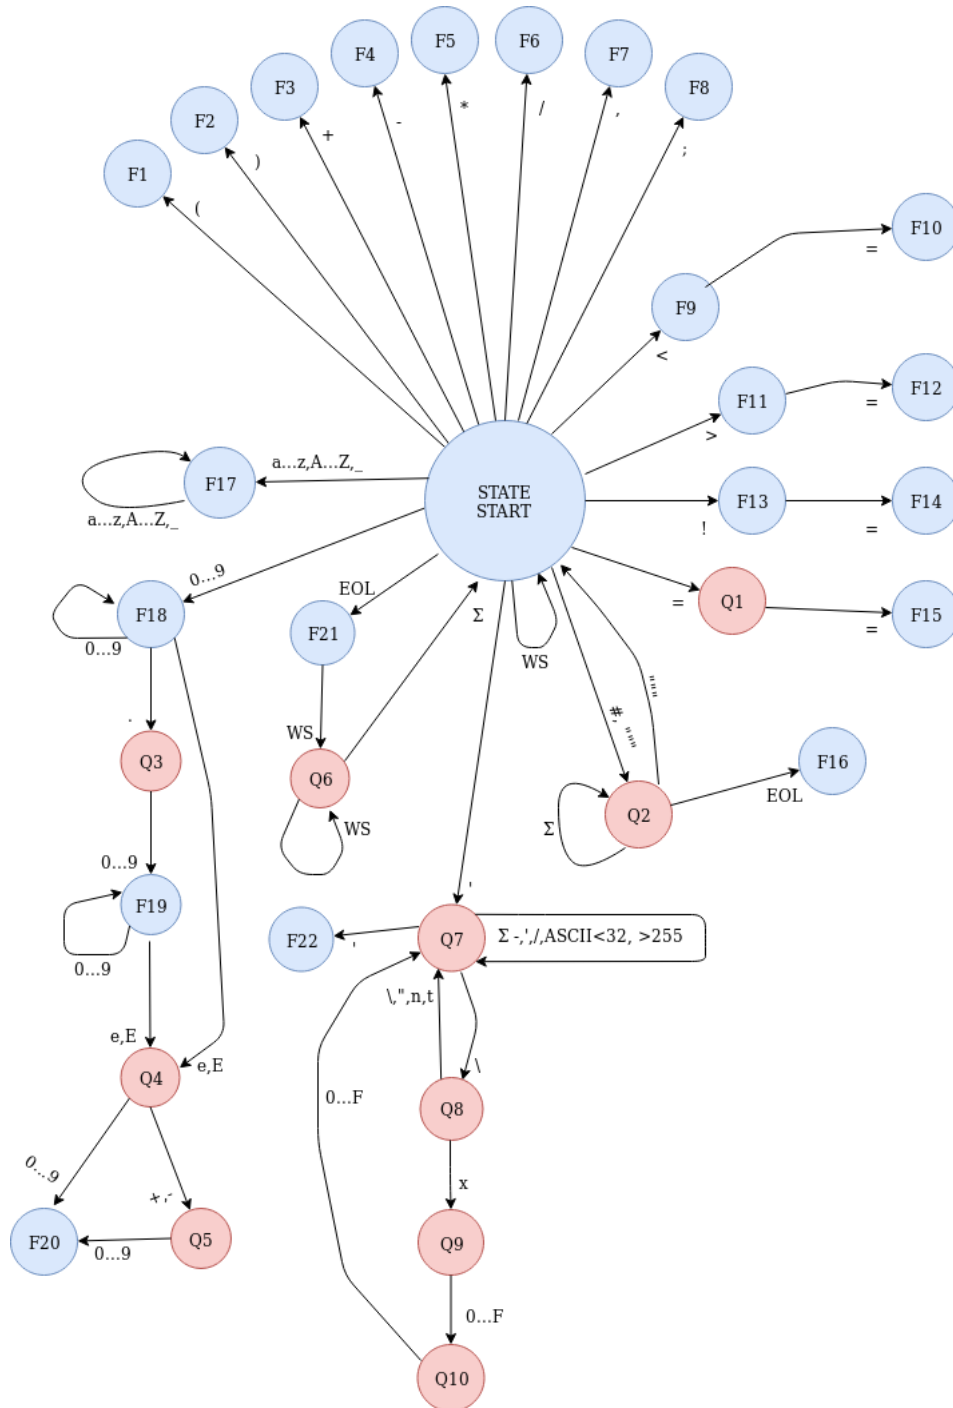 F5
F6
F4
F7
F3
F8
*
/
-
,
F2
+
)
;
F1
(
F10
=
F9
<
F12
F11
=
>
a...z,A...Z,_
F17
STATE
START
F13
F14
a...z,A...Z,_
!
=
0...9
EOL
F18
Σ
=
Q1
F15
=
F21
0...9
WS
"""
#, """
.
WS
Q3
Q6
F16
EOL
WS
Q2
Σ
0...9
'
F19
F22
'
Q7
Σ -,',/,ASCII<32, >255
0...9
\,",n,t
e,E
e,E
\
Q4
0...F
Q8
0...9
+,-
x
F20
0...9
Q5
Q9
0...F
Q10